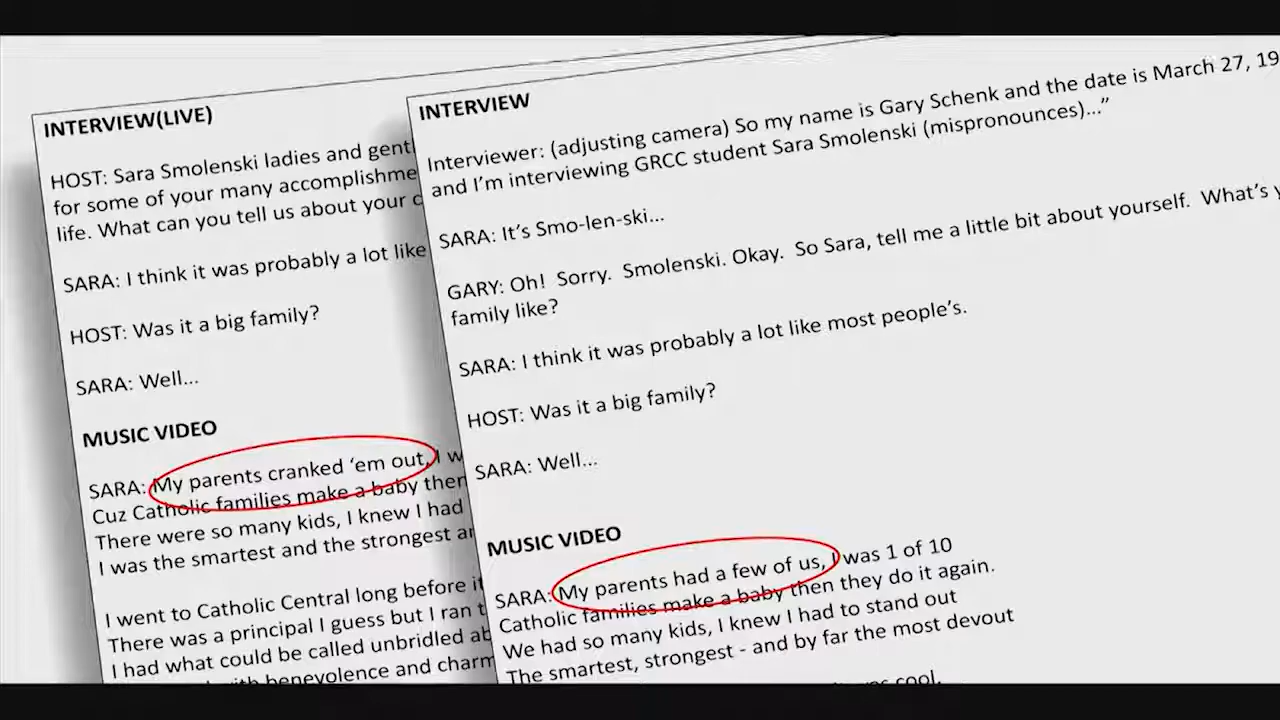 INTERVIEW(LIVE)
HOST: Sara Smolenski ladies and
for some of your many
life. What can you tell us about your
SARA: I think it was probably a lot like
HOST: Was it a big family?
SARA: Well...
MUSIC VIDEO
SARA: My parents cranked ‘em out, I
Cuz Catholic families make a baby then
There were so many kids, I knew I had
I was the smartest and the strongest
I went to Catholic Central long before
There was a principal I guess but I ran
I had what could be called unbridled
with benevolence and charm
INTERVIEW
Interviewer: (adjusting camera) So my name is Gary Schenk and the date is March 27, 19
and I’m interviewing GRCC student Sara Smolenski (mispronounces)...”
SARA: It’s Smo-len-ski...
GARY: Oh!  Sorry.  Smolenski. Okay.  So Sara, tell me a little bit about yourself.  What’s
family like?
SARA: I think it was probably a lot like most people’s.
HOST: Was it a big family?
SARA: Well...
MUSIC VIDEO
SARA: My parents had a few of us, I was 1 of 10
Catholic families make a baby then they do it again.
We had so many kids, I knew I had to stand out
The smartest, strongest - and by far the most devout
cool.